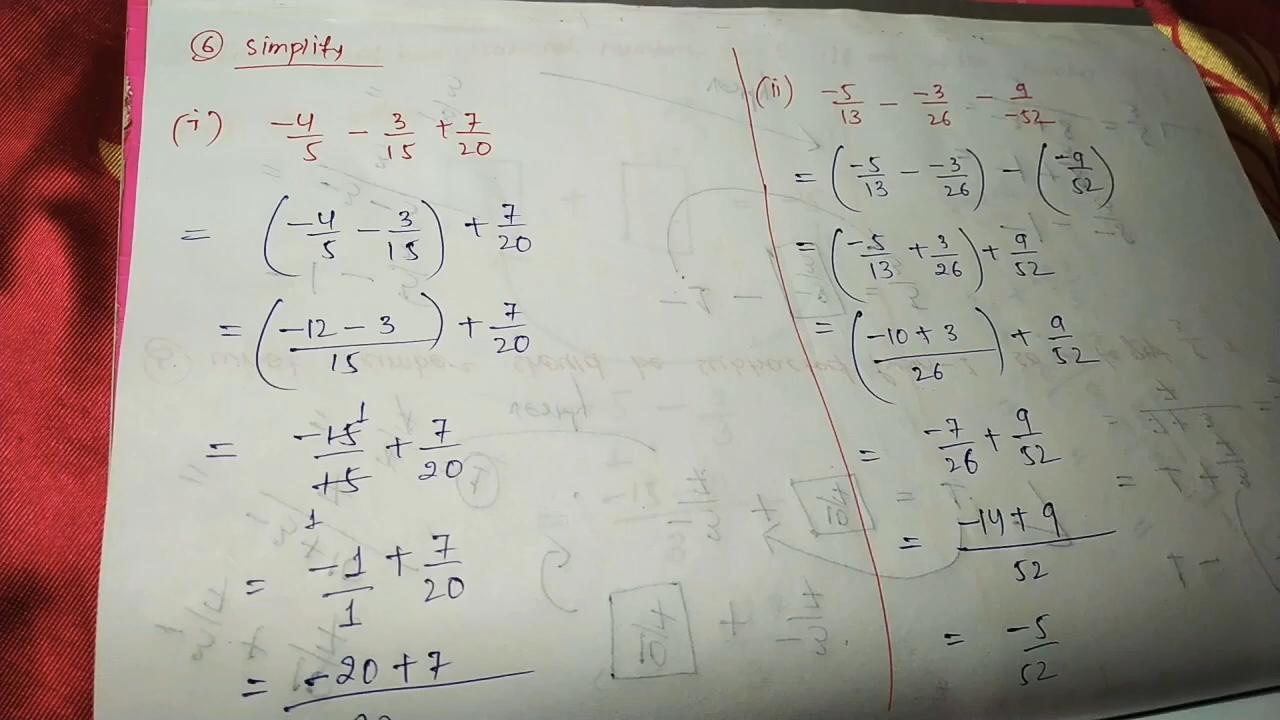 ⑥ Simplify
(i) -4/5 - 3/15 + 7/20
= (-4/5 - 3/15) + 7/20
= (-12 - 3 / 15) + 7/20
= -15 1 / 15 1 + 7/20
= -1/1 + 7/20
= -20 + 7
(ii) -5/13 - -3/26 - 9/-52
= (-5/13 - -3/26) - (-9/52)
= (-5/13 + 3/26) + 9/52
= (-10 + 3 / 26) + 9/52
= -7/26 + 9/52
= -14 + 9 / 52
= -5/52